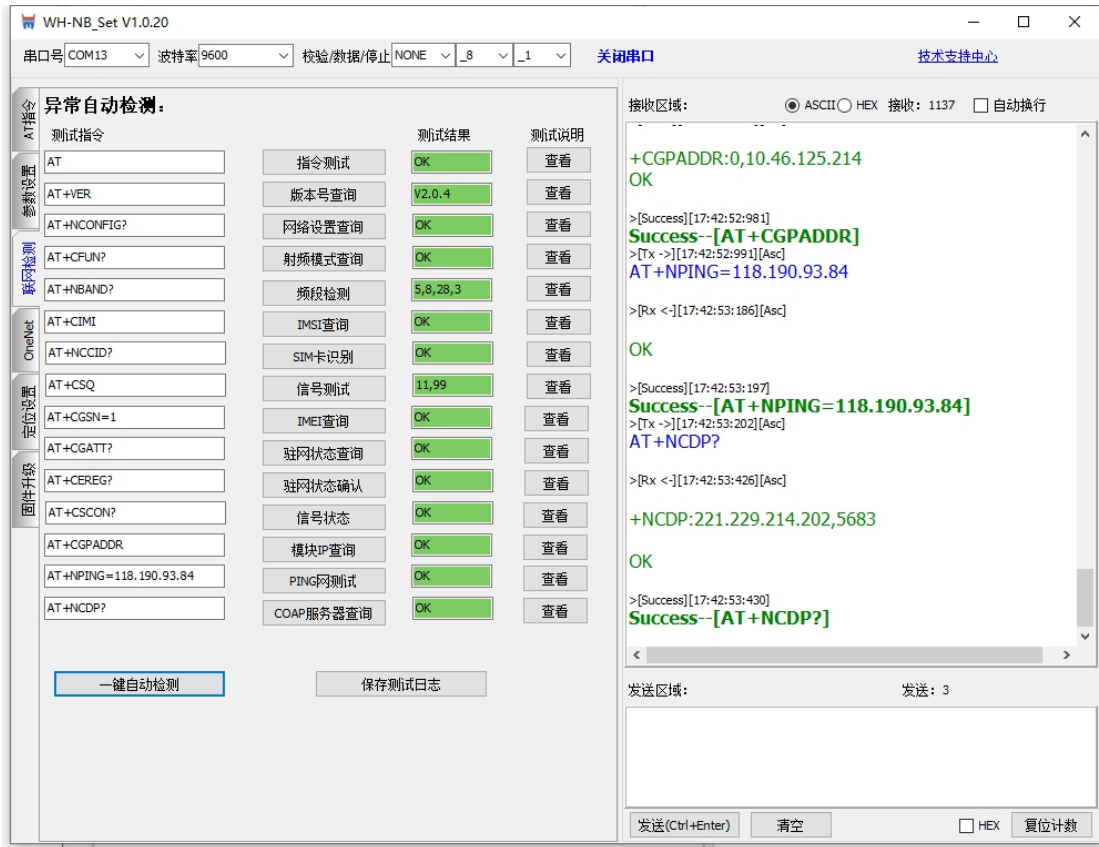 WH-NB_Set V1.0.20
串口号 COM13 波特率 9600 校验/数据/停止 NONE _8 _1 关闭串口 技术支持中心
AT指令
参数设置
联网检测
OneNet
定位设置
固件升级
异常自动检测：
测试指令 测试结果 测试说明
AT 指令测试 OK 查看
AT+VER 版本号查询 V2.0.4 查看
AT+NCONFIG? 网络设置查询 OK 查看
AT+CFUN? 射频模式查询 OK 查看
AT+NBAND? 频段检测 5,8,28,3 查看
AT+CIMI IMSI查询 OK 查看
AT+NCCID? SIM卡识别 OK 查看
AT+CSQ 信号测试 11,99 查看
AT+CGSN=1 IMEI查询 OK 查看
AT+CGATT? 驻网状态查询 OK 查看
AT+CEREG? 驻网状态确认 OK 查看
AT+CSCON? 信号状态 OK 查看
AT+CGPADDR 模块IP查询 OK 查看
AT+NPING=118.190.93.84 PING网测试 OK 查看
AT+NCDP? COAP服务器查询 OK 查看
一键自动检测 保存测试日志
接收区域： ASCII HEX 接收：1137 自动换行
+CGPADDR:0,10.46.125.214
OK
>[Success][17:42:52:981]
Success--[AT+CGPADDR]
>[Tx ->][17:42:52:991][Asc]
AT+NPING=118.190.93.84
>[Rx <-][17:42:53:186][Asc]
OK
>[Success][17:42:53:197]
Success--[AT+NPING=118.190.93.84]
>[Tx ->][17:42:53:202][Asc]
AT+NCDP?
>[Rx <-][17:42:53:426][Asc]
+NCDP:221.229.214.202,5683
OK
>[Success][17:42:53:430]
Success--[AT+NCDP?]
发送区域： 发送：3
发送(Ctrl+Enter) 清空 HEX 复位计数